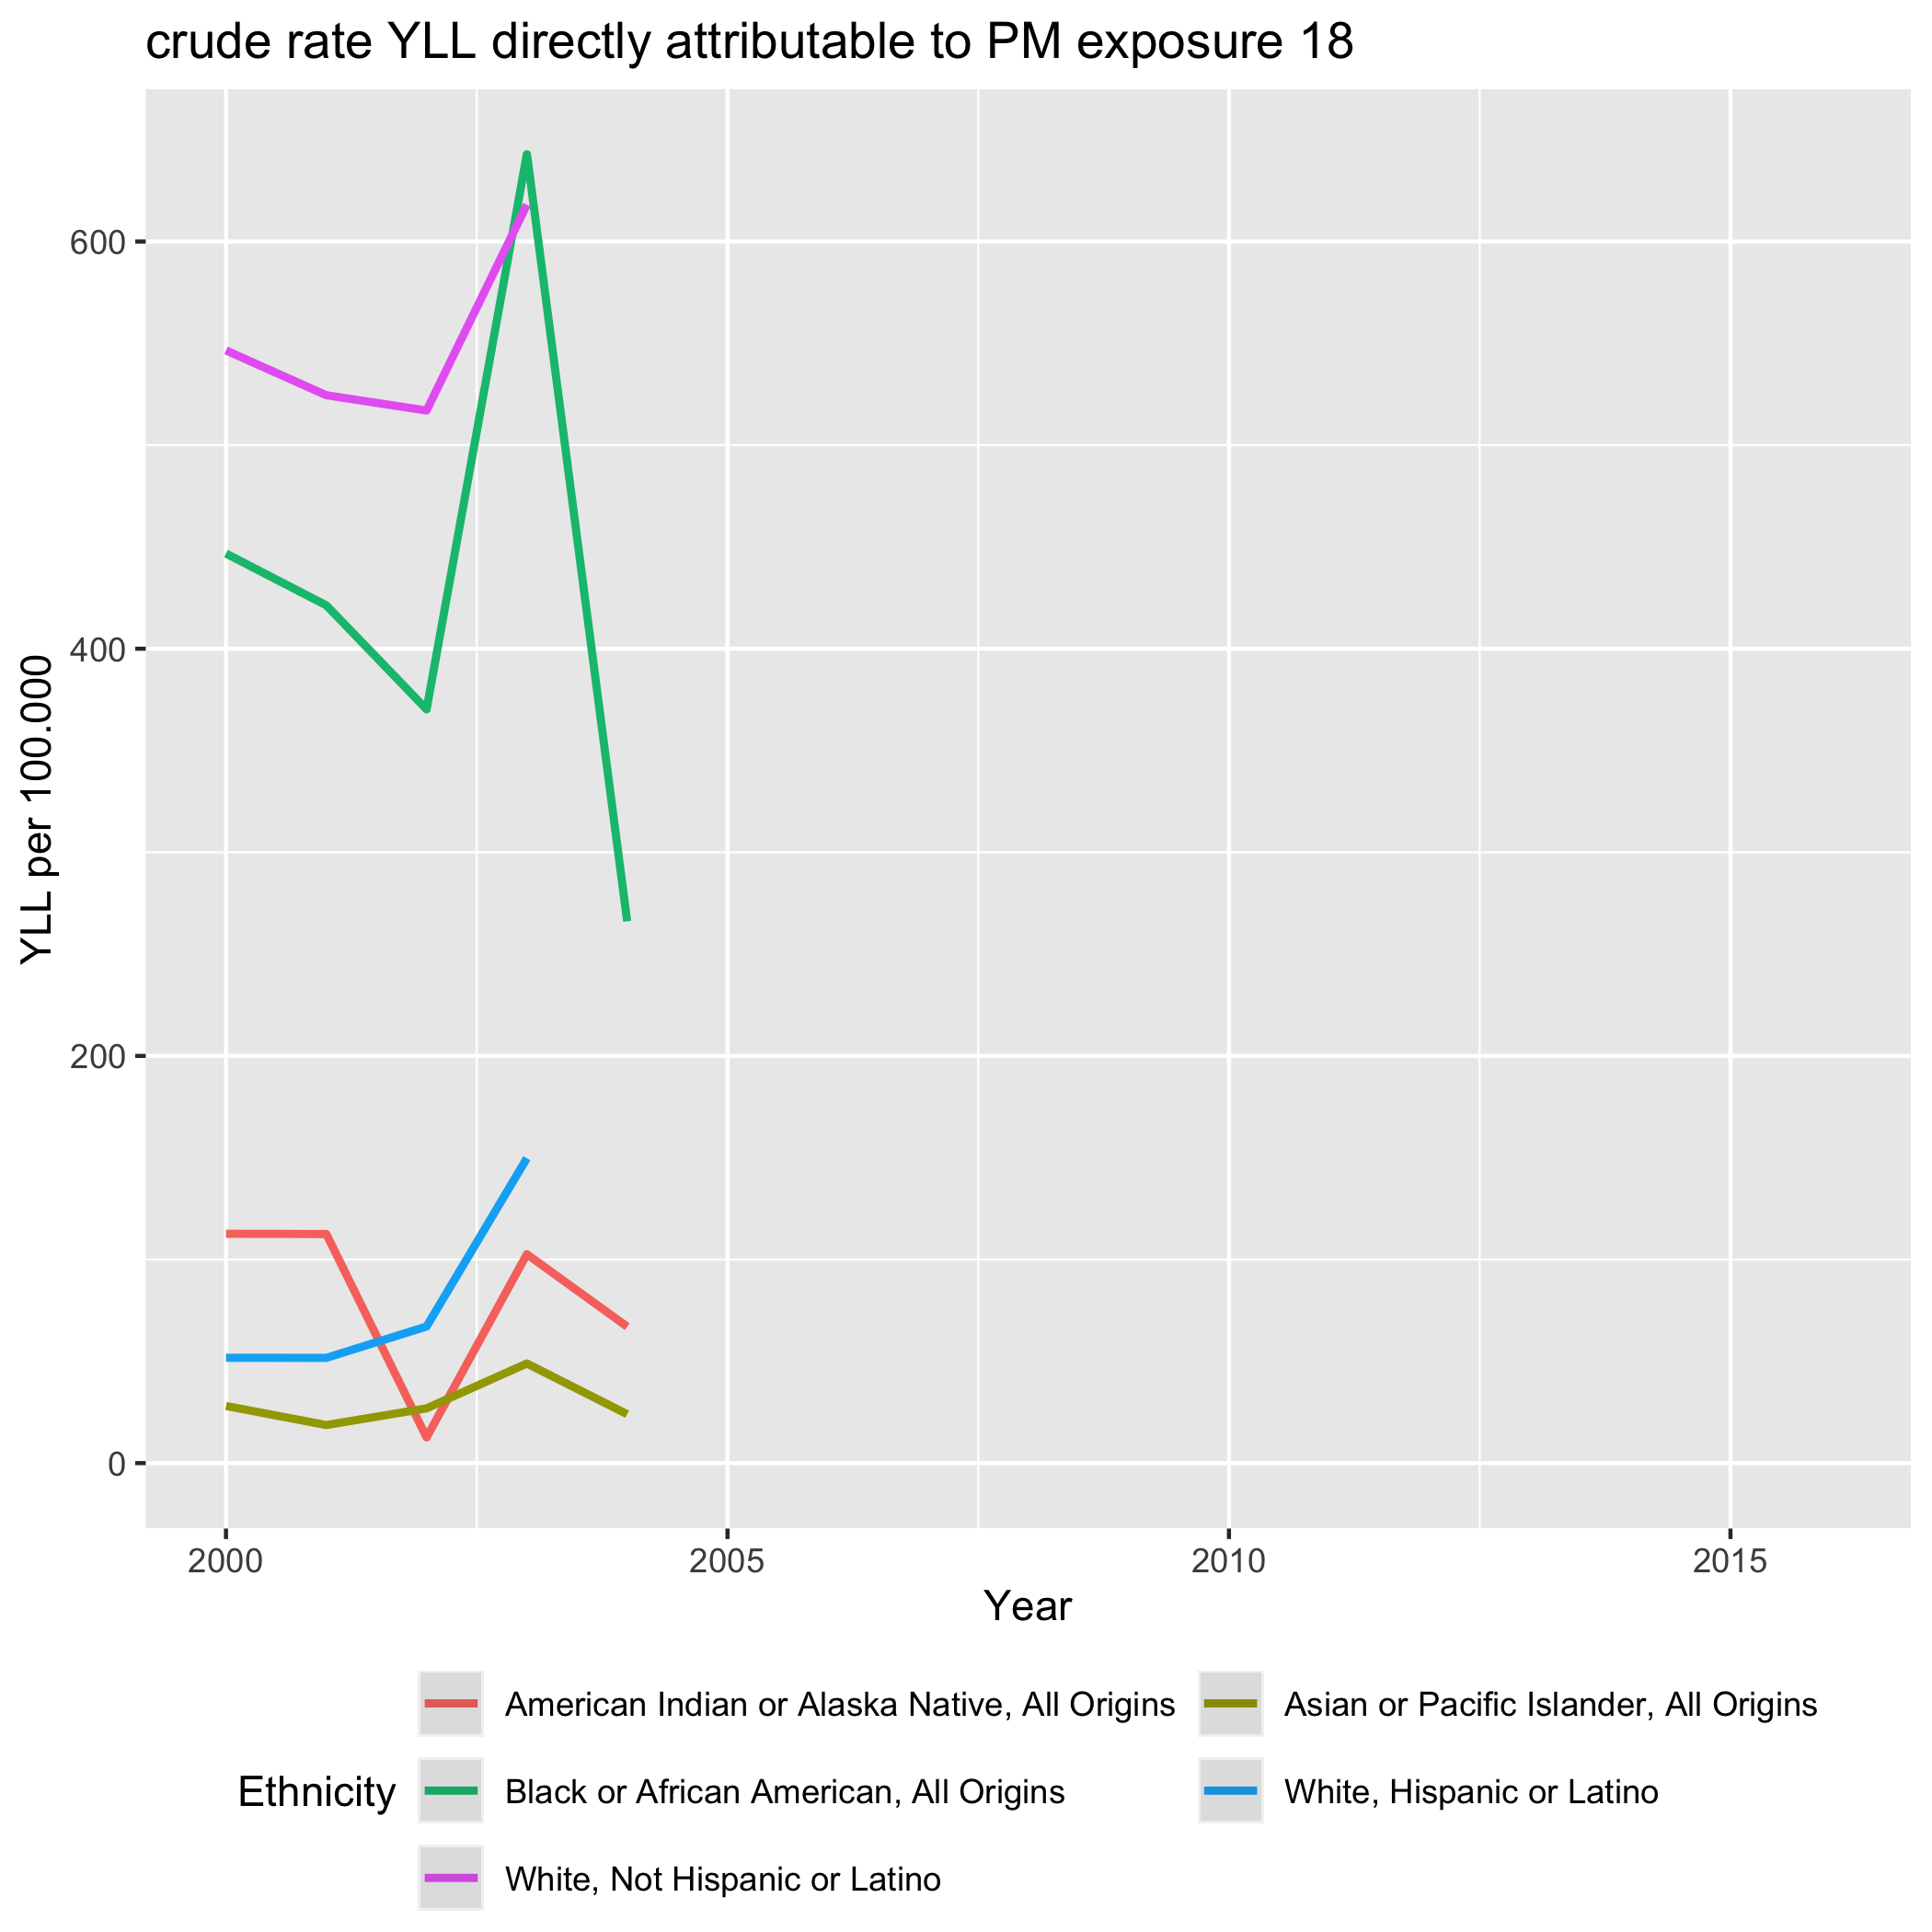 crude rate YLL directly attributable to PM exposure 18
YLL per 100.000
600
400
200
0
2000 2005 2010 2015
Year
Ethnicity
American Indian or Alaska Native, All Origins
Asian or Pacific Islander, All Origins
Black or African American, All Origins
White, Hispanic or Latino
White, Not Hispanic or Latino